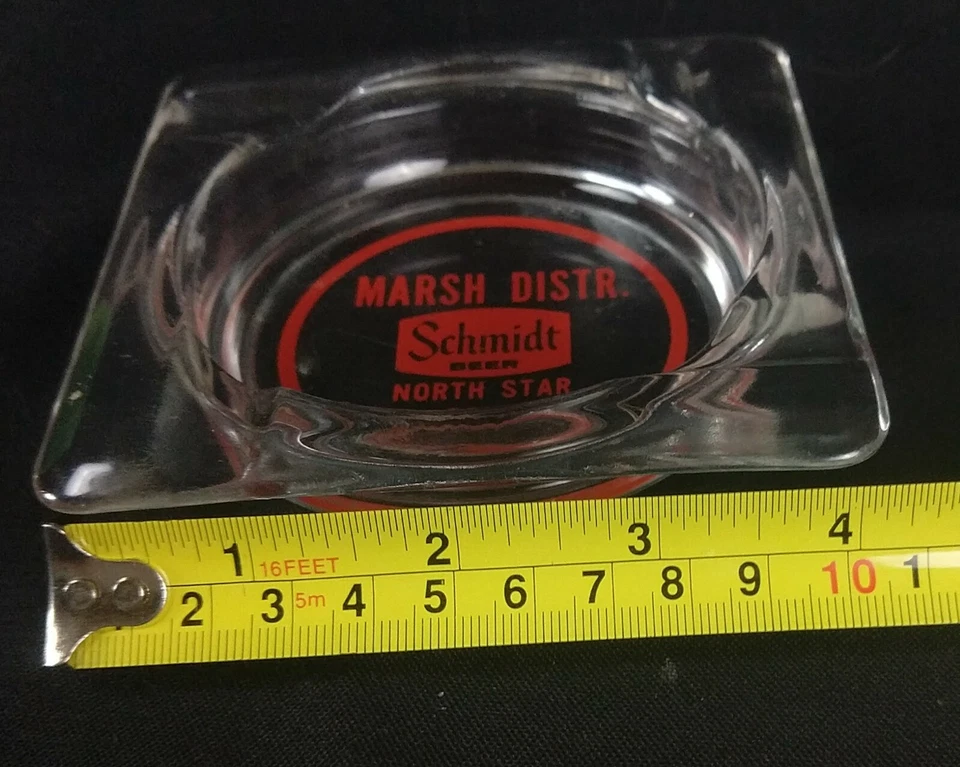 MARSH DISTR.
Schmidt
BEER
NORTH STAR
1 16FEET 2 3 4
2 3 5m 4 5 6 7 8 9 10 1